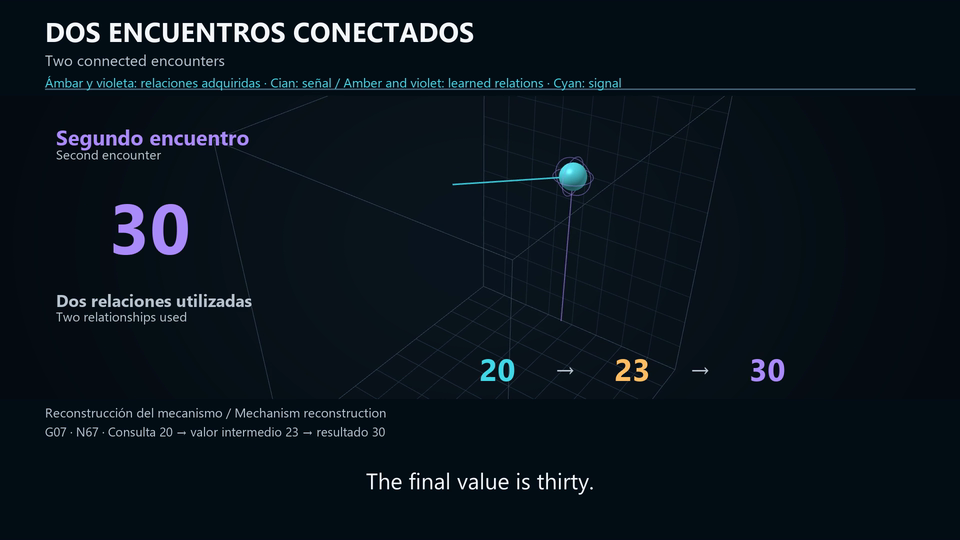 DOS ENCUENTROS CONECTADOS
Two connected encounters
Ámbar y violeta: relaciones adquiridas · Cian: señal / Amber and violet: learned relations · Cyan: signal
Segundo encuentro
Second encounter
30
Dos relaciones utilizadas
Two relationships used
20 → 23 → 30
Reconstrucción del mecanismo / Mechanism reconstruction
G07 · N67 · Consulta 20 → valor intermedio 23 → resultado 30
The final value is thirty.